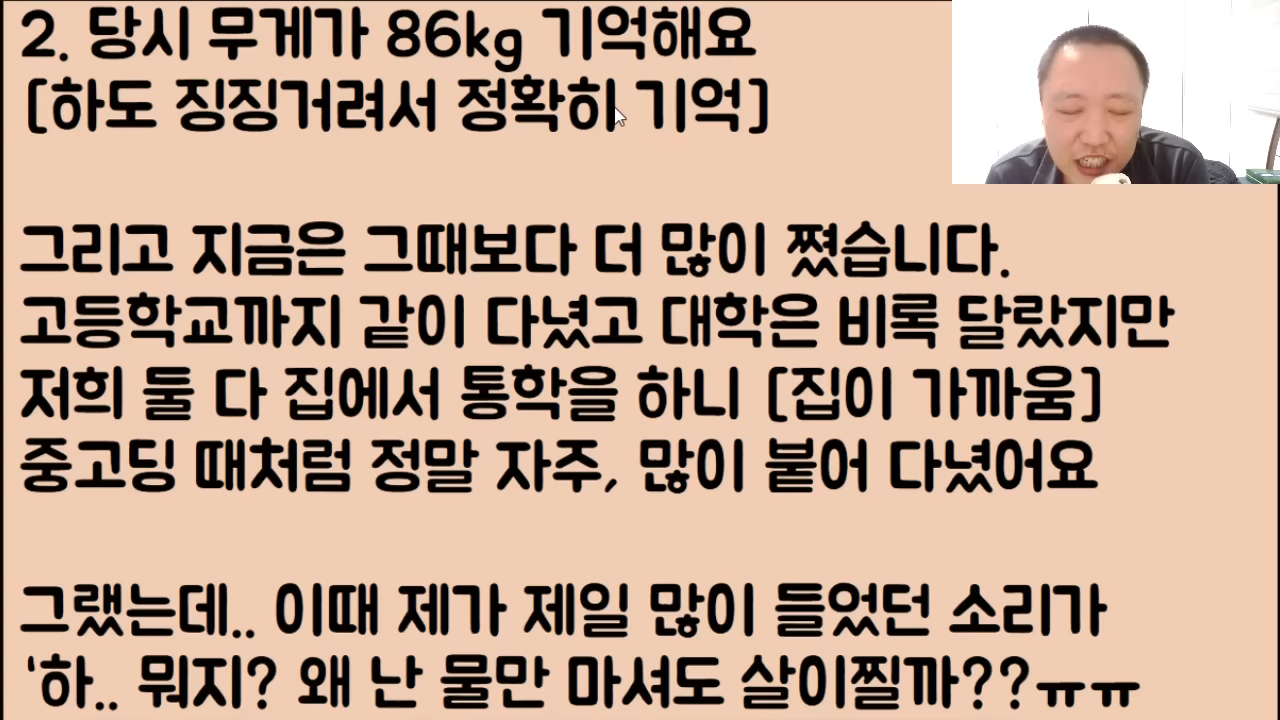 2. 당시 무게가 86kg 기억해요
[하도 징징거려서 정확히 기억]
그리고 지금은 그때보다 더 많이 쪘습니다.
고등학교까지 같이 다녔고 대학은 비록 달랐지만
저희 둘 다 집에서 통학을 하니 [집이 가까움]
중고딩 때처럼 정말 자주, 많이 붙어 다녔어요
그랬는데.. 이때 제가 제일 많이 들었던 소리가
'하.. 뭐지? 왜 난 물만 마셔도 살이찔까??ㅠㅠ